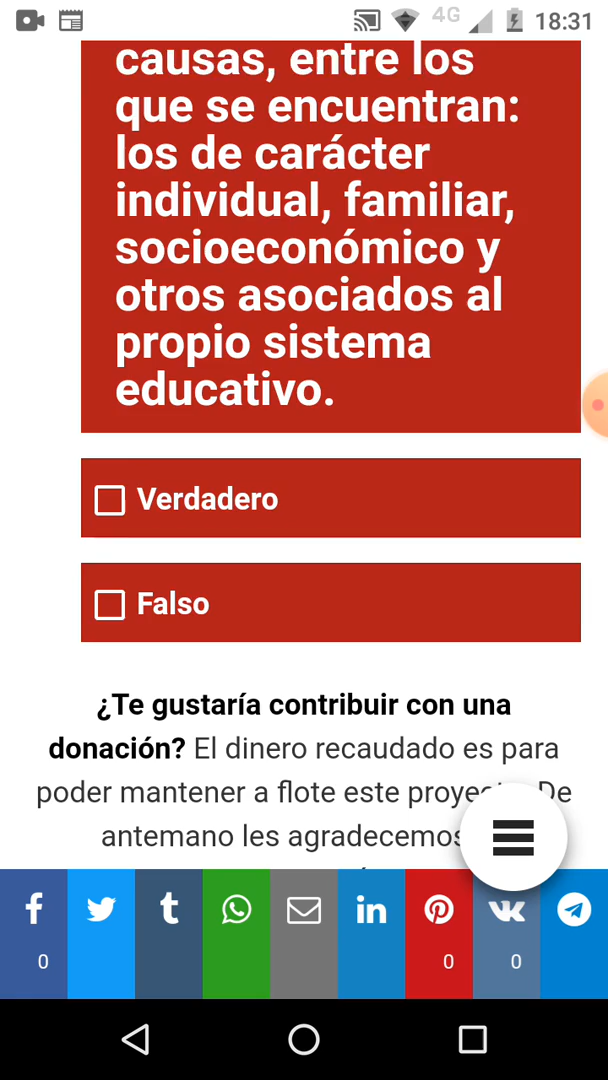 4G 18:31
causas, entre los
que se encuentran:
los de carácter
individual, familiar,
socioeconómico y
otros asociados al
propio sistema
educativo.
Verdadero
Falso
¿Te gustaría contribuir con una
donación? El dinero recaudado es para
poder mantener a flote este De
antemano les agradecemos
0 0 0